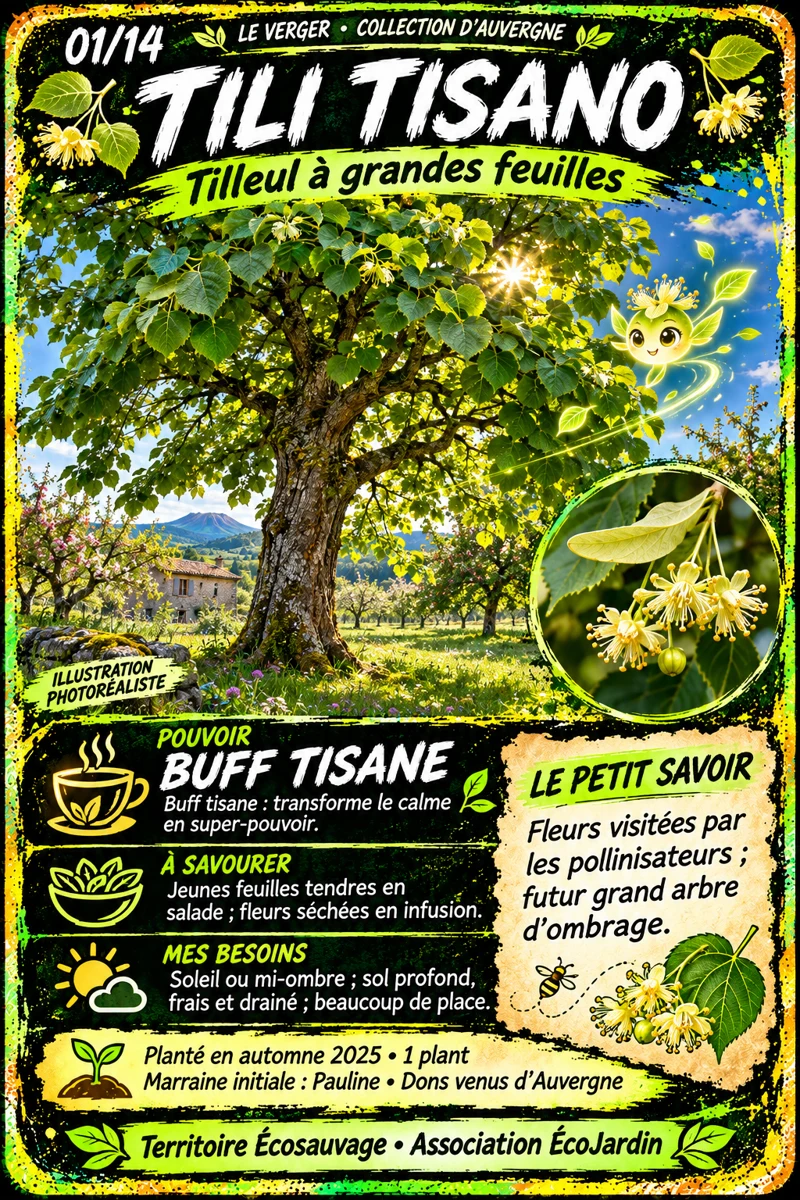 01/14
LE VERGER • COLLECTION D'AUVERGNE
TILI TISANO
Tilleul à grandes feuilles
ILLUSTRATION
PHOTORÉALISTE
POUVOIR
BUFF TISANE
Buff tisane : transforme le calme
en super-pouvoir.
À SAVOURER
Jeunes feuilles tendres en
salade ; fleurs séchées en infusion.
MES BESOINS
Soleil ou mi-ombre ; sol profond,
frais et drainé ; beaucoup de place.
LE PETIT SAVOIR
Fleurs visitées par
les pollinisateurs ;
futur grand arbre
d'ombrage.
Planté en automne 2025 • 1 plant
Marraine initiale : Pauline • Dons venus d'Auvergne
Territoire Écosauvage • Association ÉcoJardin